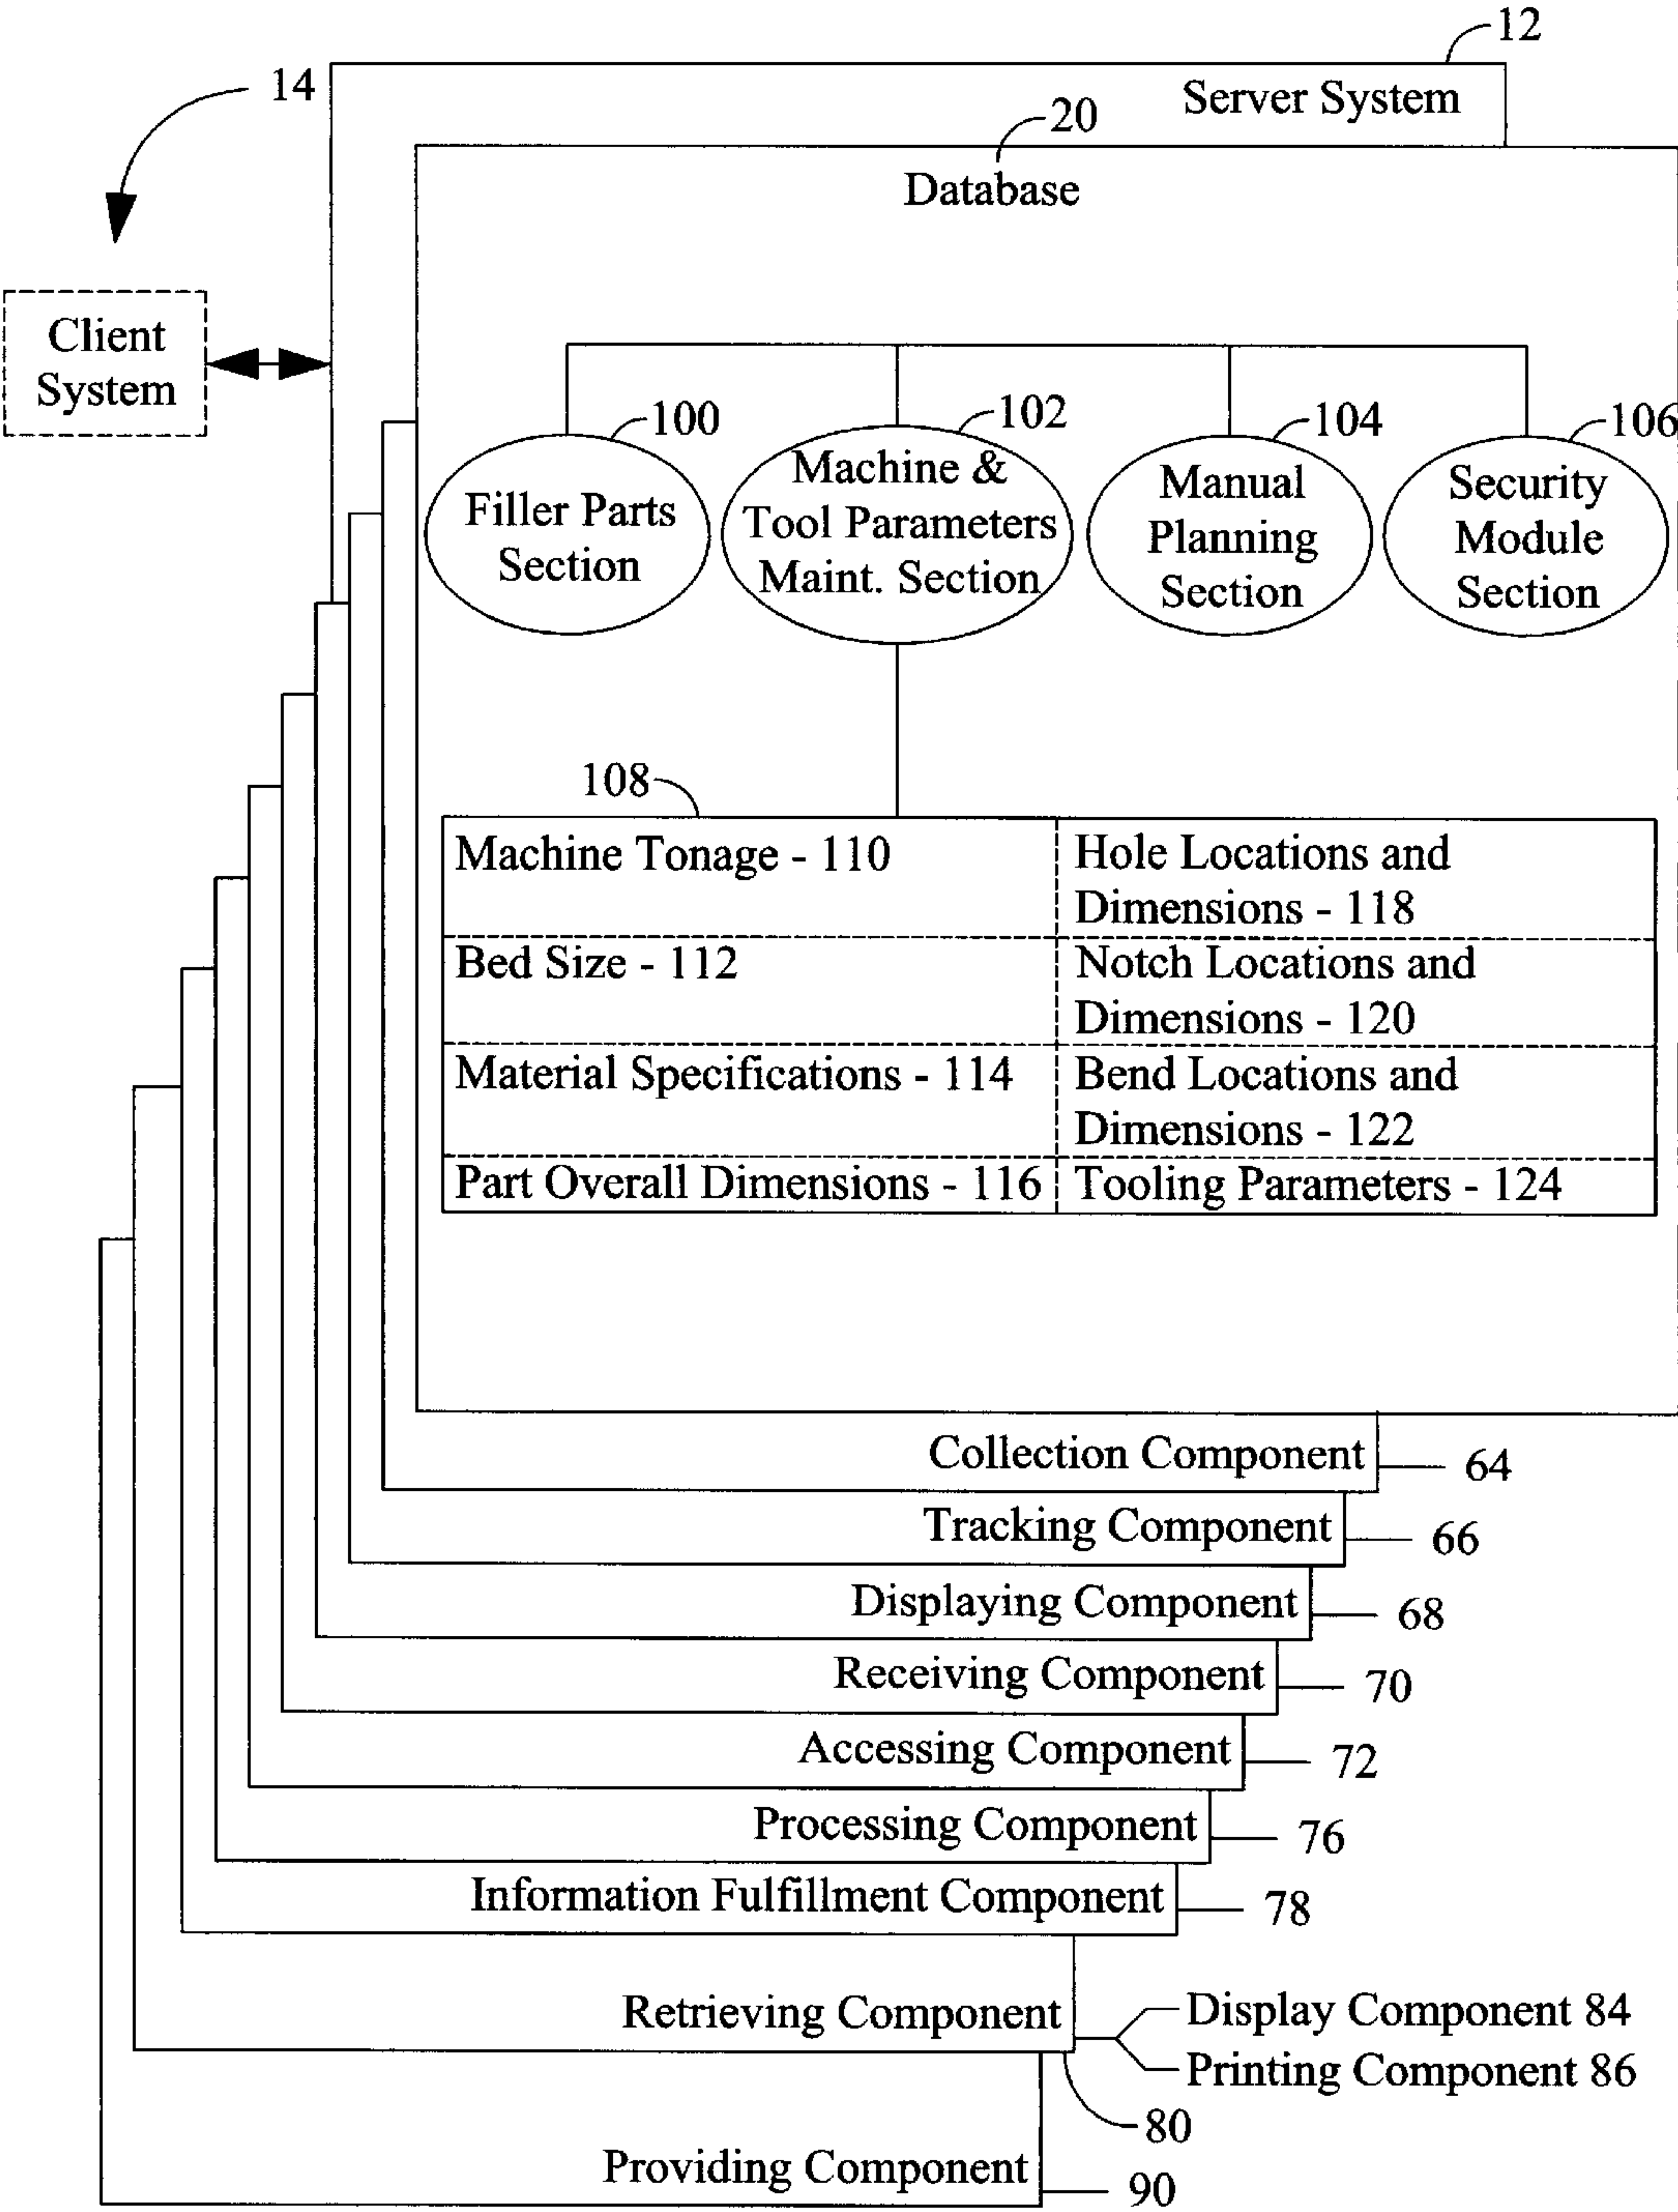 12
14
Server System
20
Database
Client
System
100
102
104
106
Filler Parts
Section
Machine &
Tool Parameters
Maint. Section
Manual
Planning
Section
Security
Module
Section
108
Machine Tonage - 110
Hole Locations and
Dimensions - 118
Bed Size - 112
Notch Locations and
Dimensions - 120
Material Specifications - 114
Bend Locations and
Dimensions - 122
Part Overall Dimensions - 116
Tooling Parameters - 124
Collection Component
64
Tracking Component
66
Displaying Component
68
Receiving Component
70
Accessing Component
72
Processing Component
76
Information Fulfillment Component
78
Retrieving Component
Display Component 84
Printing Component 86
80
Providing Component
90